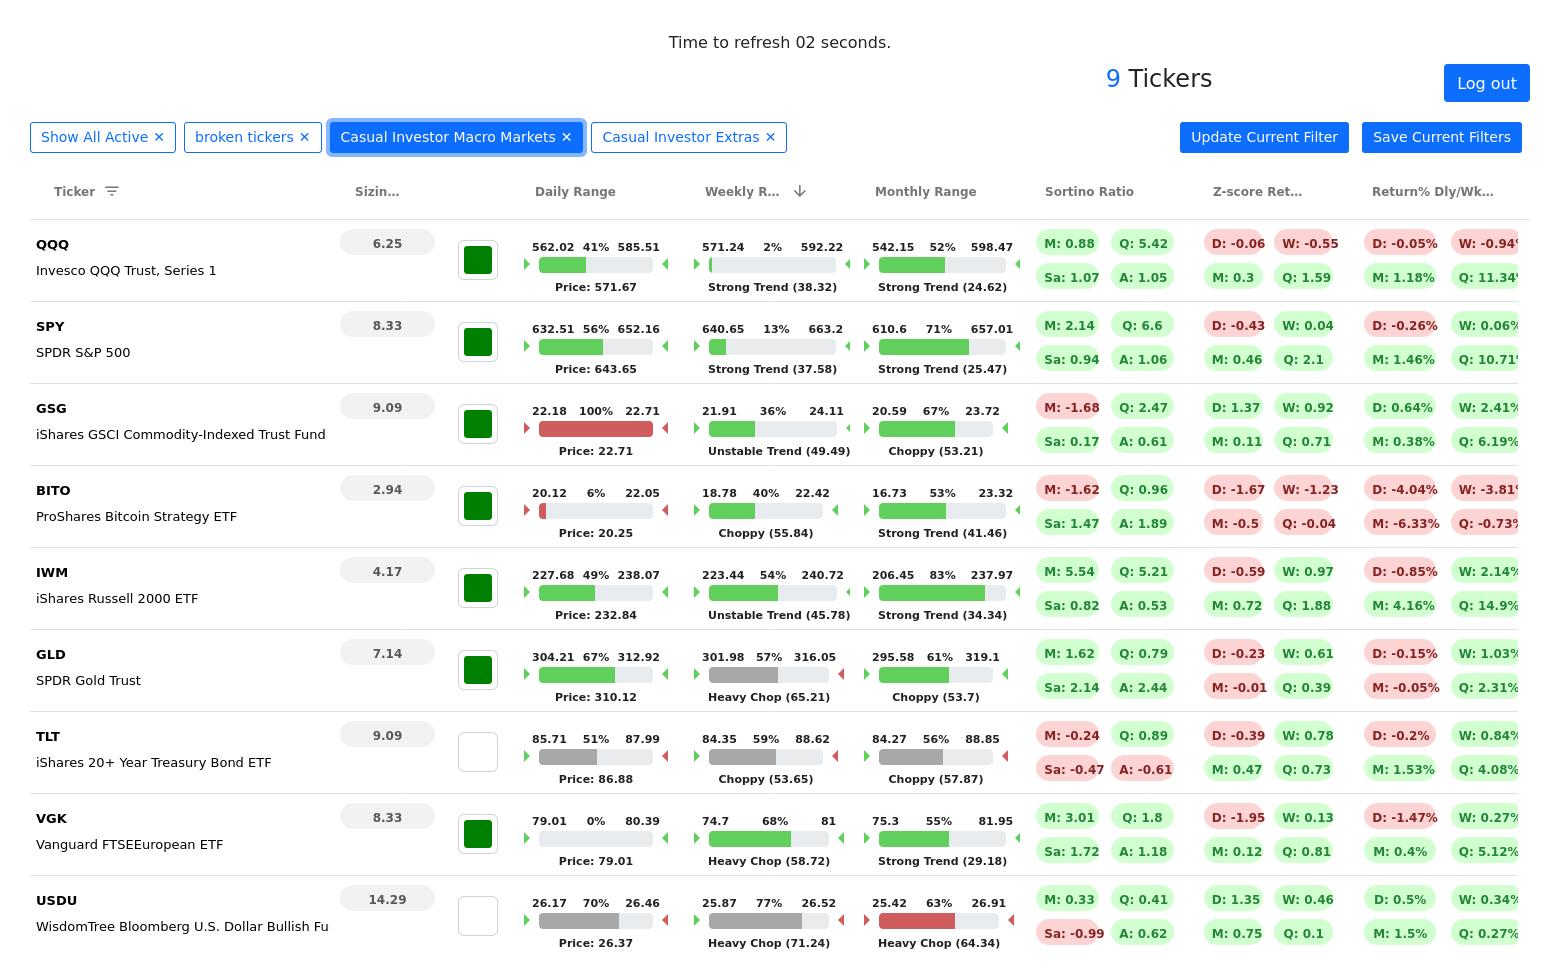 Time to refresh 02 seconds.
9 Tickers
Log out
Show All Active ✕ broken tickers ✕ Casual Investor Macro Markets ✕ Casual Investor Extras ✕ Update Current Filter Save Current Filters
Ticker Sizin... Daily Range Weekly R... Monthly Range Sortino Ratio Z-score Ret... Return% Dly/Wk...
QQQ 6.25 562.02 41% 585.51 571.24 2% 592.22 542.15 52% 598.47 M: 0.88 Q: 5.42 D: -0.06 W: -0.55 D: -0.05% W: -0.94%
Invesco QQQ Trust, Series 1 Price: 571.67 Strong Trend (38.32) Strong Trend (24.62) Sa: 1.07 A: 1.05 M: 0.3 Q: 1.59 M: 1.18% Q: 11.34%
SPY 8.33 632.51 56% 652.16 640.65 13% 663.2 610.6 71% 657.01 M: 2.14 Q: 6.6 D: -0.43 W: 0.04 D: -0.26% W: 0.06%
SPDR S&P 500 Price: 643.65 Strong Trend (37.58) Strong Trend (25.47) Sa: 0.94 A: 1.06 M: 0.46 Q: 2.1 M: 1.46% Q: 10.71%
GSG 9.09 22.18 100% 22.71 21.91 36% 24.11 20.59 67% 23.72 M: -1.68 Q: 2.47 D: 1.37 W: 0.92 D: 0.64% W: 2.41%
iShares GSCI Commodity-Indexed Trust Fund Price: 22.71 Unstable Trend (49.49) Choppy (53.21) Sa: 0.17 A: 0.61 M: 0.11 Q: 0.71 M: 0.38% Q: 6.19%
BITO 2.94 20.12 6% 22.05 18.78 40% 22.42 16.73 53% 23.32 M: -1.62 Q: 0.96 D: -1.67 W: -1.23 D: -4.04% W: -3.81%
ProShares Bitcoin Strategy ETF Price: 20.25 Choppy (55.84) Strong Trend (41.46) Sa: 1.47 A: 1.89 M: -0.5 Q: -0.04 M: -6.33% Q: -0.73%
IWM 4.17 227.68 49% 238.07 223.44 54% 240.72 206.45 83% 237.97 M: 5.54 Q: 5.21 D: -0.59 W: 0.97 D: -0.85% W: 2.14%
iShares Russell 2000 ETF Price: 232.84 Unstable Trend (45.78) Strong Trend (34.34) Sa: 0.82 A: 0.53 M: 0.72 Q: 1.88 M: 4.16% Q: 14.9%
GLD 7.14 304.21 67% 312.92 301.98 57% 316.05 295.58 61% 319.1 M: 1.62 Q: 0.79 D: -0.23 W: 0.61 D: -0.15% W: 1.03%
SPDR Gold Trust Price: 310.12 Heavy Chop (65.21) Choppy (53.7) Sa: 2.14 A: 2.44 M: -0.01 Q: 0.39 M: -0.05% Q: 2.31%
TLT 9.09 85.71 51% 87.99 84.35 59% 88.62 84.27 56% 88.85 M: -0.24 Q: 0.89 D: -0.39 W: 0.78 D: -0.2% W: 0.84%
iShares 20+ Year Treasury Bond ETF Price: 86.88 Choppy (53.65) Choppy (57.87) Sa: -0.47 A: -0.61 M: 0.47 Q: 0.73 M: 1.53% Q: 4.08%
VGK 8.33 79.01 0% 80.39 74.7 68% 81 75.3 55% 81.95 M: 3.01 Q: 1.8 D: -1.95 W: 0.13 D: -1.47% W: 0.27%
Vanguard FTSEEuropean ETF Price: 79.01 Heavy Chop (58.72) Strong Trend (29.18) Sa: 1.72 A: 1.18 M: 0.12 Q: 0.81 M: 0.4% Q: 5.12%
USDU 14.29 26.17 70% 26.46 25.87 77% 26.52 25.42 63% 26.91 M: 0.33 Q: 0.41 D: 1.35 W: 0.46 D: 0.5% W: 0.34%
WisdomTree Bloomberg U.S. Dollar Bullish Fu Price: 26.37 Heavy Chop (71.24) Heavy Chop (64.34) Sa: -0.99 A: 0.62 M: 0.75 Q: 0.1 M: 1.5% Q: 0.27%